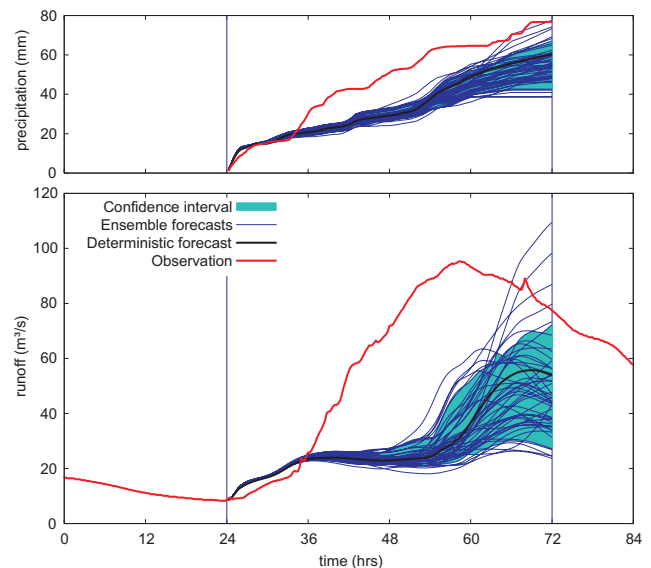 80
60
40
20
0
precipitation (mm)
120
100
80
60
40
20
0
runoff (m³/s)
Confidence interval
Ensemble forecasts
Deterministic forecast
Observation
0 12 24 36 48 60 72 84
time (hrs)